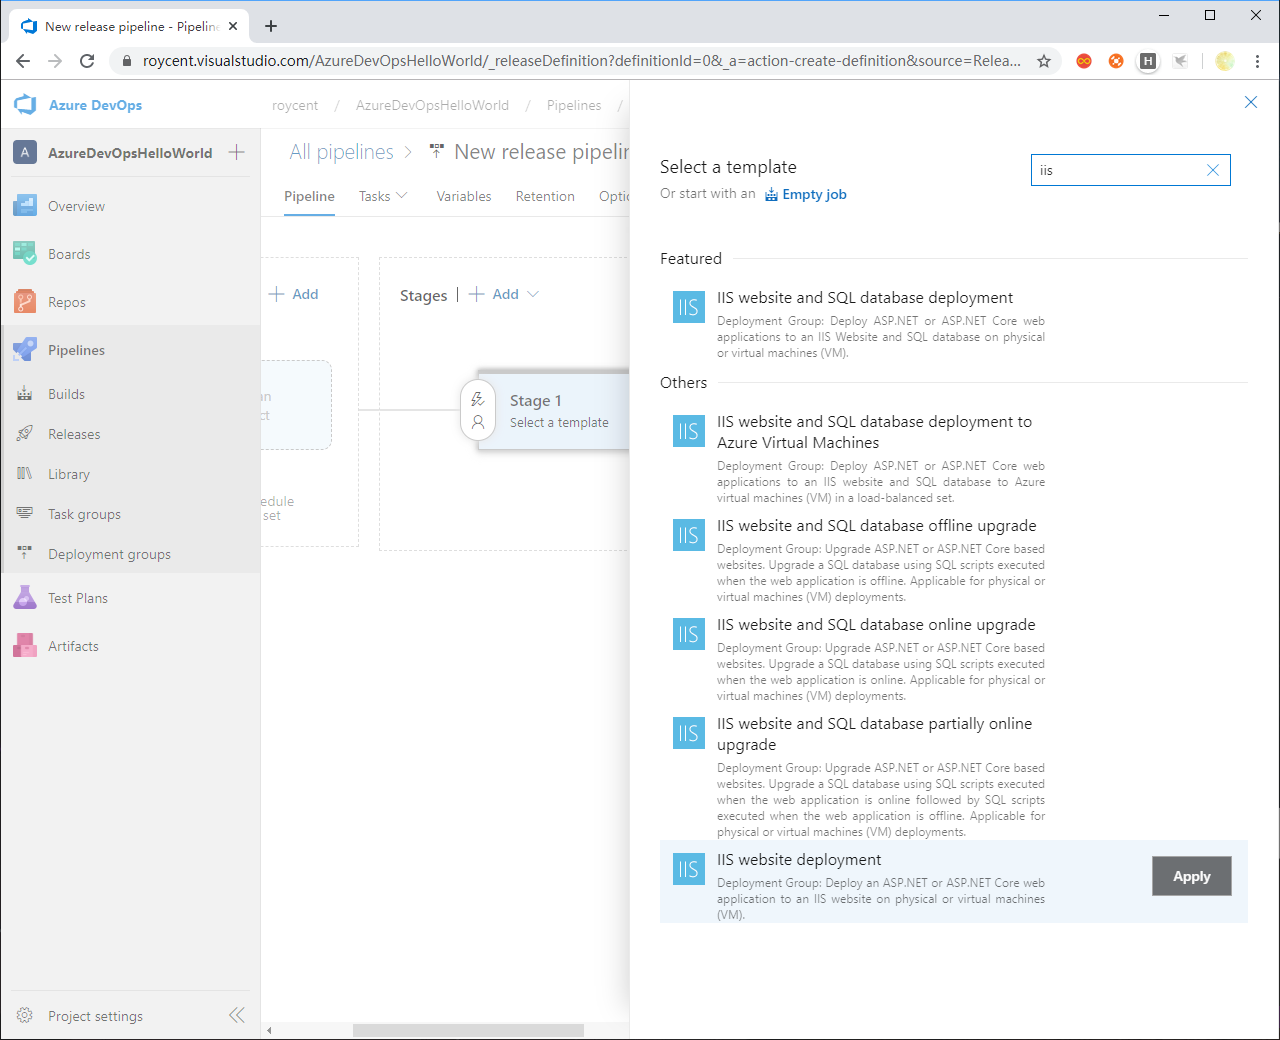 New release pipeline - Pipeline
roycent.visualstudio.com/AzureDevOpsHelloWorld/_releaseDefinition?definitionId=0&_a=action-create-definition&source=Relea...
H
Azure DevOps
roycent / AzureDevOpsHelloWorld / Pipelines /
A AzureDevOpsHelloWorld
Overview
Boards
Repos
Pipelines
Builds
Releases
Library
Task groups
Deployment groups
Test Plans
Artifacts
Project settings
All pipelines > New release pipelin
Pipeline Tasks Variables Retention Optio
Add
Stages | Add
an
ct
Stage 1
Select a template
edule
set
Select a template
iis
Or start with an Empty job
Featured
IIS
IIS website and SQL database deployment
Deployment Group: Deploy ASP.NET or ASP.NET Core web
applications to an IIS Website and SQL database on physical
or virtual machines (VM).
Others
IIS
IIS website and SQL database deployment to
Azure Virtual Machines
Deployment Group: Deploy ASP.NET or ASP.NET Core web
applications to an IIS website and SQL database to Azure
virtual machines (VM) in a load-balanced set.
IIS
IIS website and SQL database offline upgrade
Deployment Group: Upgrade ASP.NET or ASP.NET Core based
websites. Upgrade a SQL database using SQL scripts executed
when the web application is offline. Applicable for physical or
virtual machines (VM) deployments.
IIS
IIS website and SQL database online upgrade
Deployment Group: Upgrade ASP.NET or ASP.NET Core based
websites. Upgrade a SQL database using SQL scripts executed
when the web application is online. Applicable for physical or
virtual machines (VM) deployments.
IIS
IIS website and SQL database partially online
upgrade
Deployment Group: Upgrade ASP.NET or ASP.NET Core based
websites. Upgrade a SQL database using SQL scripts executed
when the web application is online followed by SQL scripts
executed when the web application is offline. Applicable for
physical or virtual machines (VM) deployments.
IIS
IIS website deployment
Deployment Group: Deploy an ASP.NET or ASP.NET Core web
application to an IIS website on physical or virtual machines
(VM).
Apply